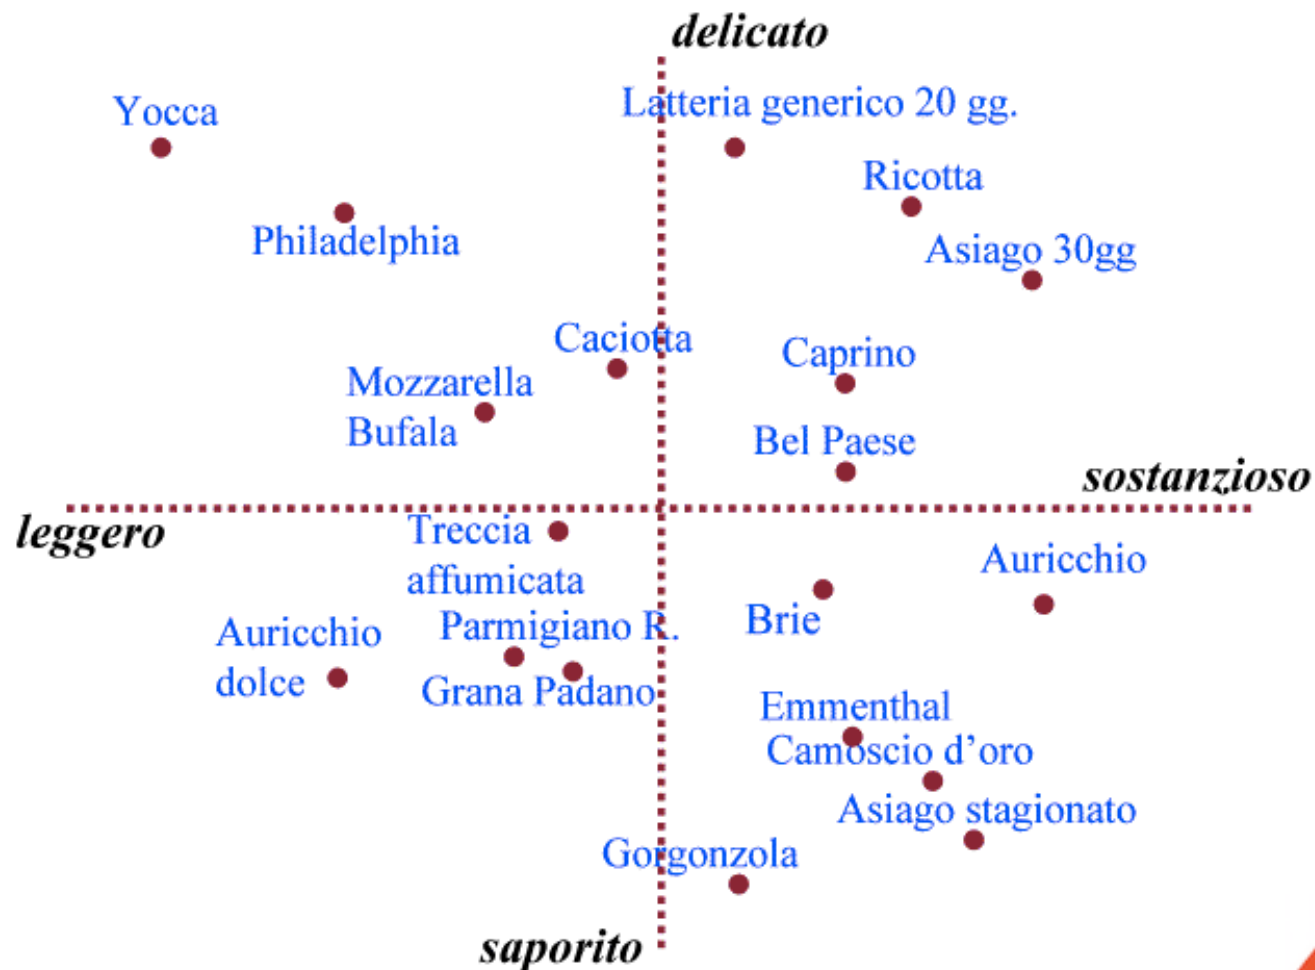 delicato
Yocca
Latteria generico 20 gg.
Ricotta
Philadelphia
Asiago 30gg
Caciotta
Caprino
Mozzarella
Bufala
Bel Paese
sostanzioso
leggero
Treccia
affumicata
Auricchio
Brie
Parmigiano R.
Auricchio
dolce
Grana Padano
Emmenthal
Camoscio d'oro
Asiago stagionato
Gorgonzola
saporito